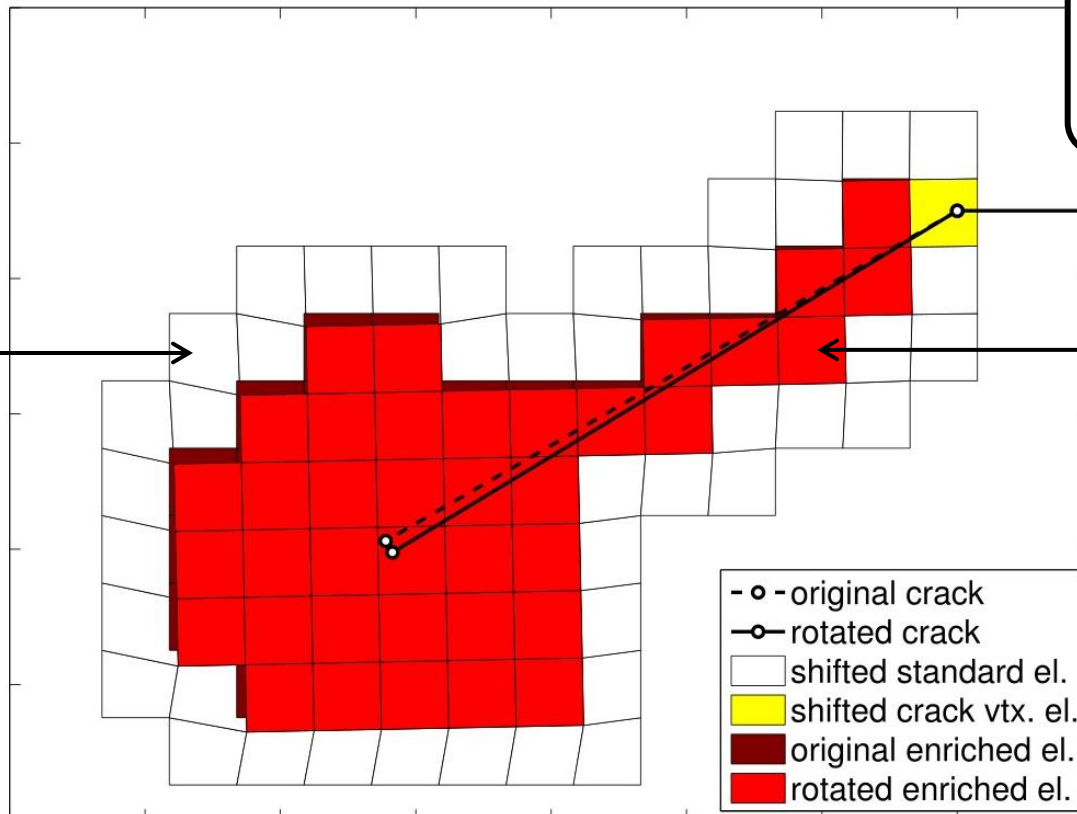 original crack
rotated crack
shifted standard el.
shifted crack vtx. el.
original enriched el.
rotated enriched el.